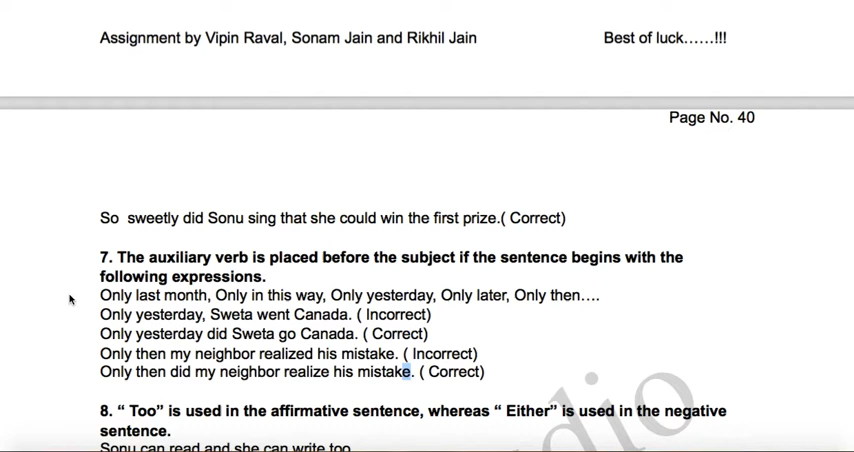 Assignment by Vipin Raval, Sonam Jain and Rikhil Jain Best of luck……!!!
Page No. 40
So sweetly did Sonu sing that she could win the first prize.( Correct)
7. The auxiliary verb is placed before the subject if the sentence begins with the
following expressions.
Only last month, Only in this way, Only yesterday, Only later, Only then….
Only yesterday, Sweta went Canada. ( Incorrect)
Only yesterday did Sweta go Canada. ( Correct)
Only then my neighbor realized his mistake. ( Incorrect)
Only then did my neighbor realize his mistake. ( Correct)
8. “ Too” is used in the affirmative sentence, whereas “ Either” is used in the negative
sentence.
Sonu can read and she can write too
dio